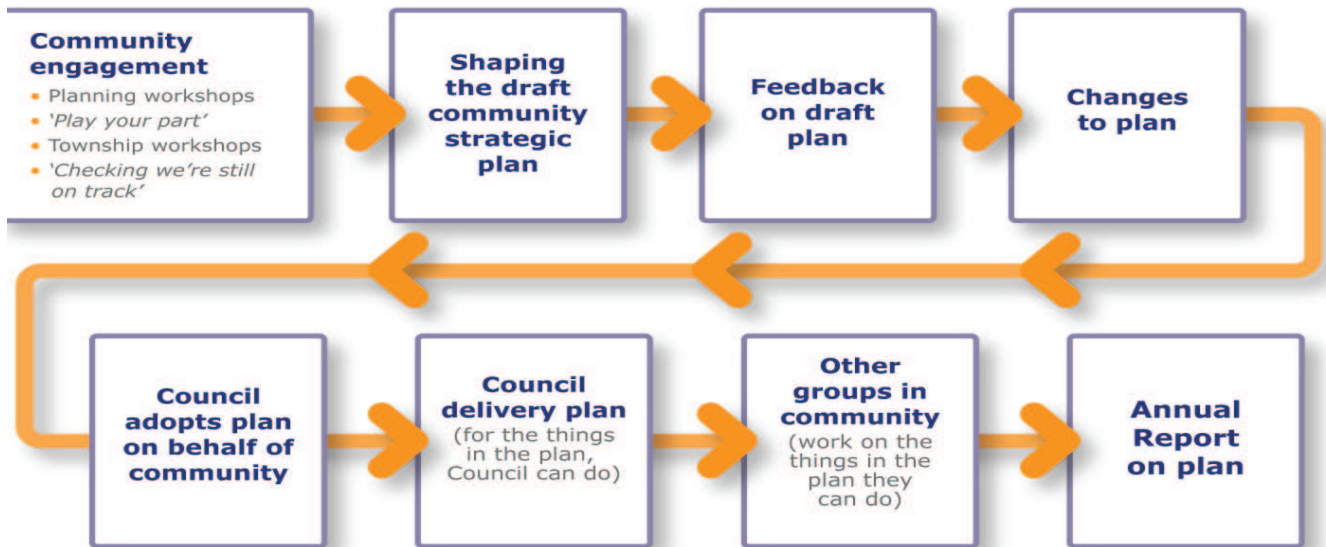 Community
engagement
• Planning workshops
• ‘Play your part’
• Township workshops
• ‘Checking we’re still
on track’
Shaping
the draft
community
strategic
plan
Feedback
on draft
plan
Changes
to plan
Council
adopts plan
on behalf of
community
Council
delivery plan
(for the things
in the plan,
Council can do)
Other
groups in
community
(work on the
things in the
plan they
can do)
Annual
Report
on plan